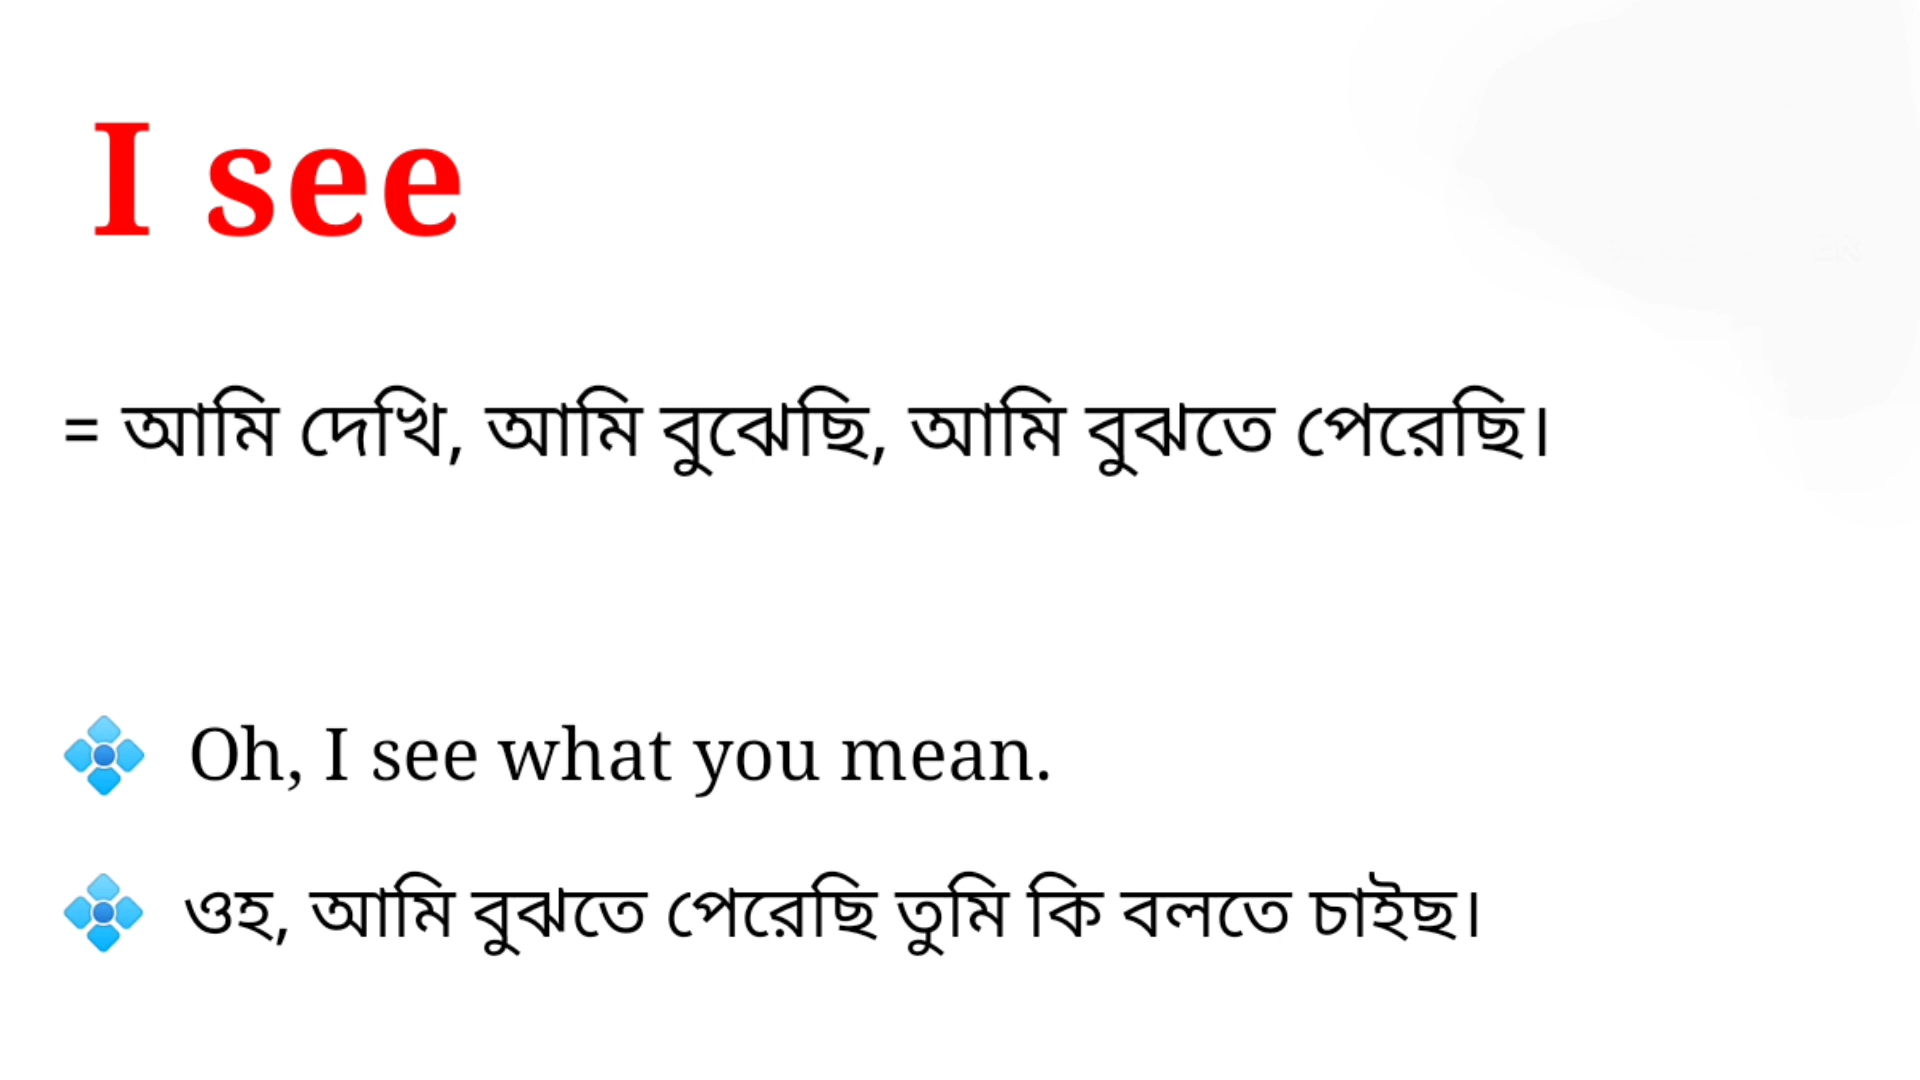 I see
= আমি দেখি, আমি বুঝেছি, আমি বুঝতে পেরেছি।
Oh, I see what you mean.
ওহ, আমি বুঝতে পেরেছি তুমি কি বলতে চাইছ।